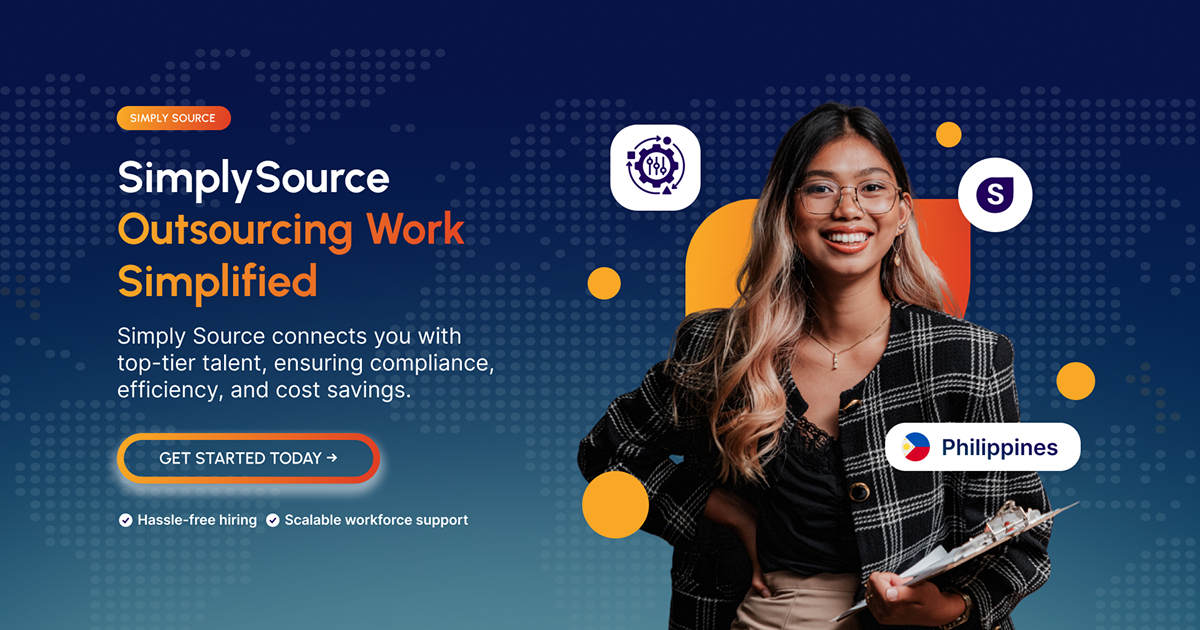 SIMPLY SOURCE
SimplySource
Outsourcing Work
Simplified
Simply Source connects you with
top-tier talent, ensuring compliance,
efficiency, and cost savings.
GET STARTED TODAY →
Hassle-free hiring Scalable workforce support
S
Philippines